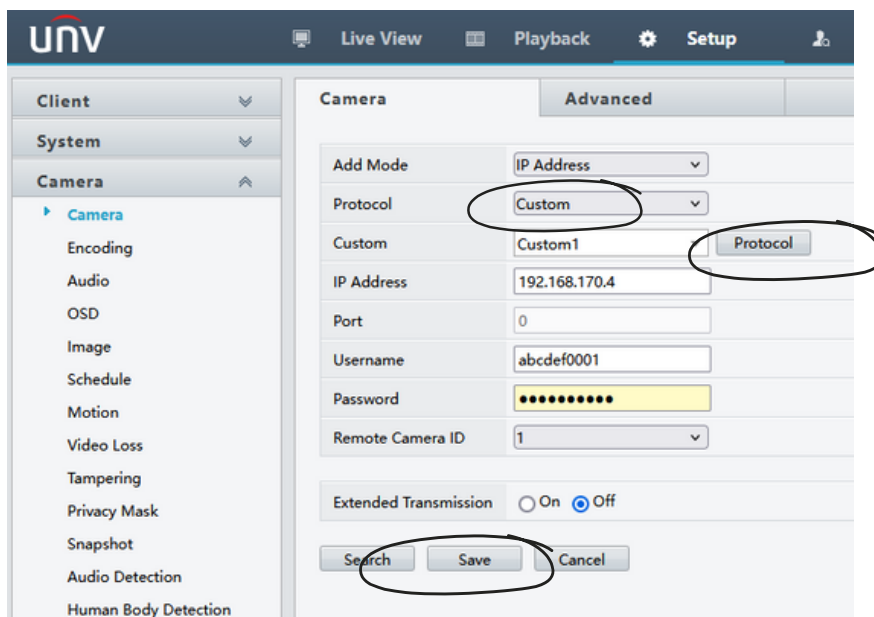 unv
Live View Playback Setup
Client
System
Camera
Camera
Encoding
Audio
OSD
Image
Schedule
Motion
Video Loss
Tampering
Privacy Mask
Snapshot
Audio Detection
Human Body Detection
Camera Advanced
Add Mode IP Address
Protocol Custom
Custom Custom1 Protocol
IP Address 192.168.170.4
Port 0
Username abcdef0001
Password ●●●●●●●●●●
Remote Camera ID 1
Extended Transmission On Off
Search Save Cancel